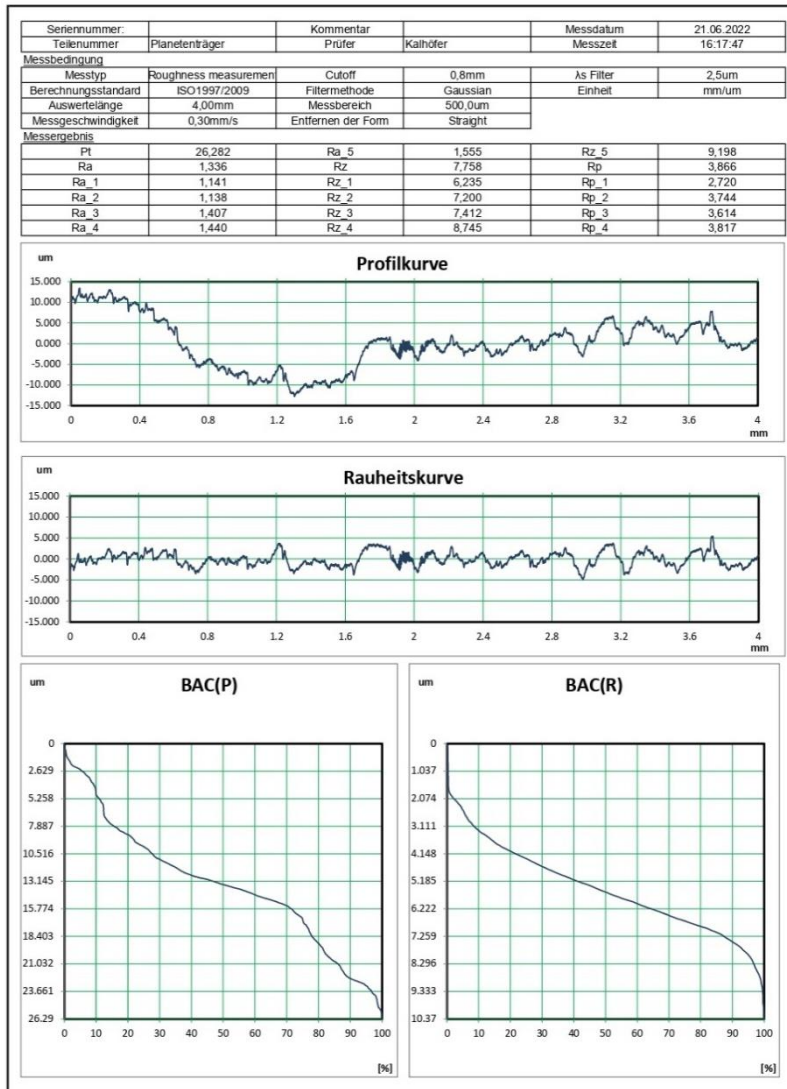 Seriennummer: Kommentar Messdatum 21.06.2022
Teilenummer Planetenträger Prüfer Kalhöfer Messzeit 16:17:47
Messbedingung
Messtyp Roughness measuremen Cutoff 0,8mm λs Filter 2,5um
Berechnungsstandard ISO1997/2009 Filtermethode Gaussian Einheit mm/um
Auswertelänge 4,00mm Messbereich 500,0um
Messgeschwindigkeit 0,30mm/s Entfernen der Form Straight
Messergebnis
Pt 26,282 Ra_5 1,555 Rz_5 9,198
Ra 1,336 Rz 7,758 Rp 3,866
Ra_1 1,141 Rz_1 6,235 Rp_1 2,720
Ra_2 1,138 Rz_2 7,200 Rp_2 3,744
Ra_3 1,407 Rz_3 7,412 Rp_3 3,614
Ra_4 1,440 Rz_4 8,745 Rp_4 3,817
um
Profilkurve
15.000
10.000
5.000
0.000
-5.000
-10.000
-15.000
0 0.4 0.8 1.2 1.6 2 2.4 2.8 3.2 3.6 4
mm
um
Rauheitskurve
15.000
10.000
5.000
0.000
-5.000
-10.000
-15.000
0 0.4 0.8 1.2 1.6 2 2.4 2.8 3.2 3.6 4
mm
um BAC(P)
0
2.629
5.258
7.887
10.516
13.145
15.774
18.403
21.032
23.661
26.29
0 10 20 30 40 50 60 70 80 90 100
[%]
um BAC(R)
0
1.037
2.074
3.111
4.148
5.185
6.222
7.259
8.296
9.333
10.37
0 10 20 30 40 50 60 70 80 90 100
[%]